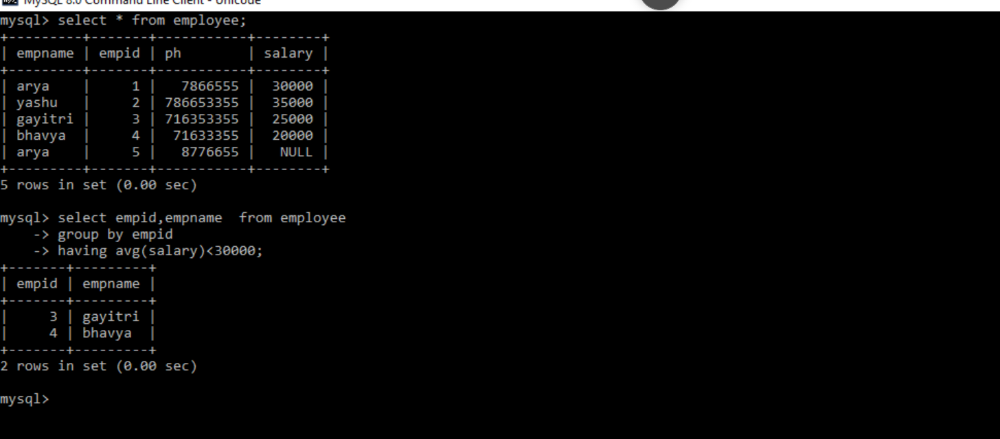 MySQL 8.0 Command Line Client - Unicode
mysql> select * from employee;
+---------+-------+-----------+--------+
| empname | empid | ph        | salary |
+---------+-------+-----------+--------+
| arya    |     1 |   7866555 |  30000 |
| yashu   |     2 | 786653355 |  35000 |
| gayitri |     3 | 716353355 |  25000 |
| bhavya  |     4 |  71633355 |  20000 |
| arya    |     5 |   8776655 |   NULL |
+---------+-------+-----------+--------+
5 rows in set (0.00 sec)
mysql> select empid,empname  from employee
    -> group by empid
    -> having avg(salary)<30000;
+-------+---------+
| empid | empname |
+-------+---------+
|     3 | gayitri |
|     4 | bhavya  |
+-------+---------+
2 rows in set (0.00 sec)
mysql>